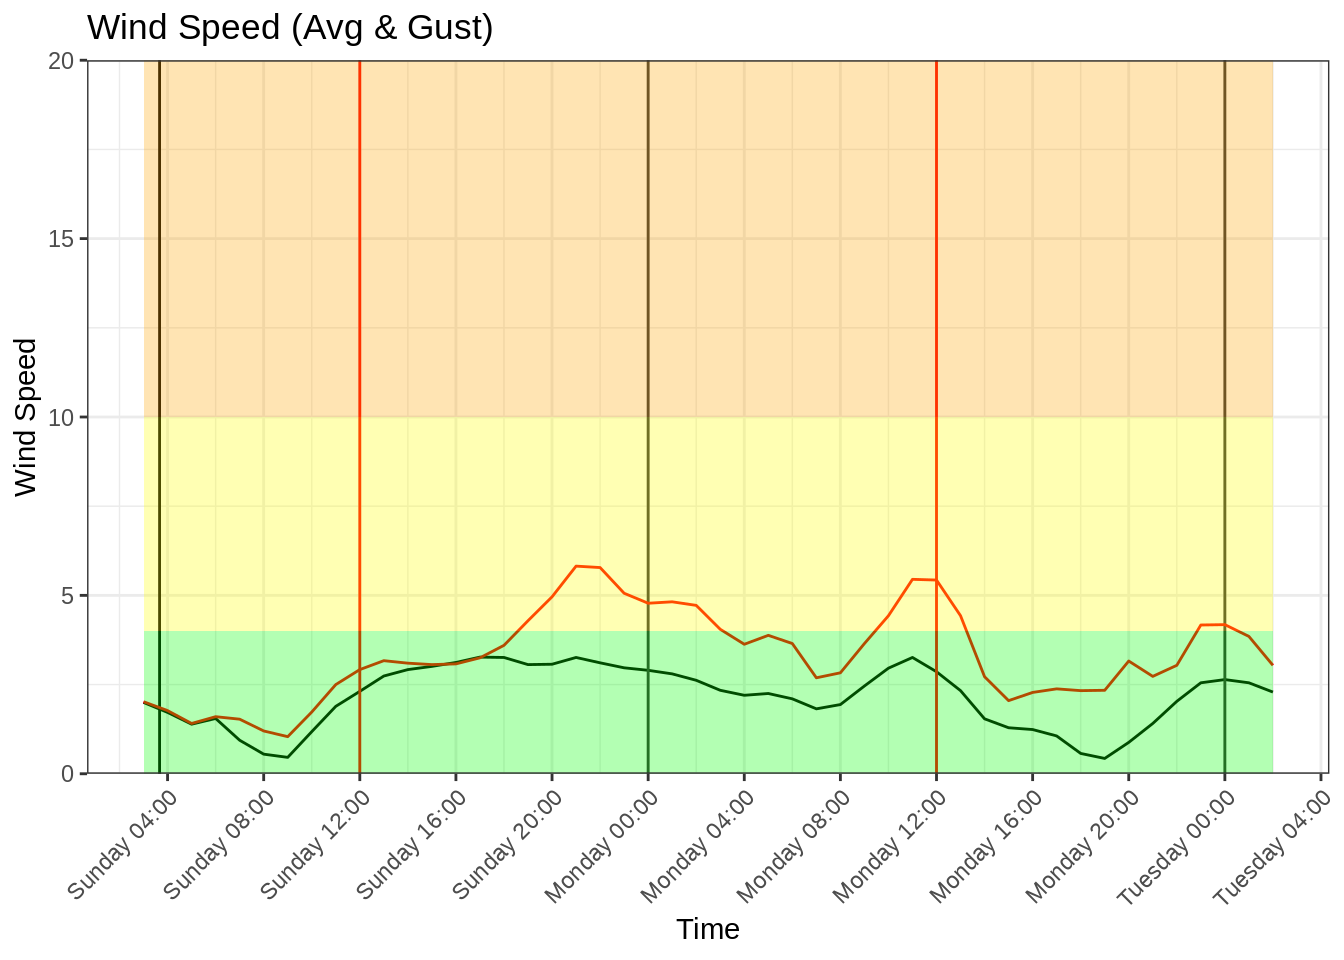 Wind Speed (Avg & Gust)
Wind Speed
20
15
10
5
0
Sunday 04:00
Sunday 08:00
Sunday 12:00
Sunday 16:00
Sunday 20:00
Monday 00:00
Monday 04:00
Monday 08:00
Monday 12:00
Monday 16:00
Monday 20:00
Tuesday 00:00
Tuesday 04:00
Time